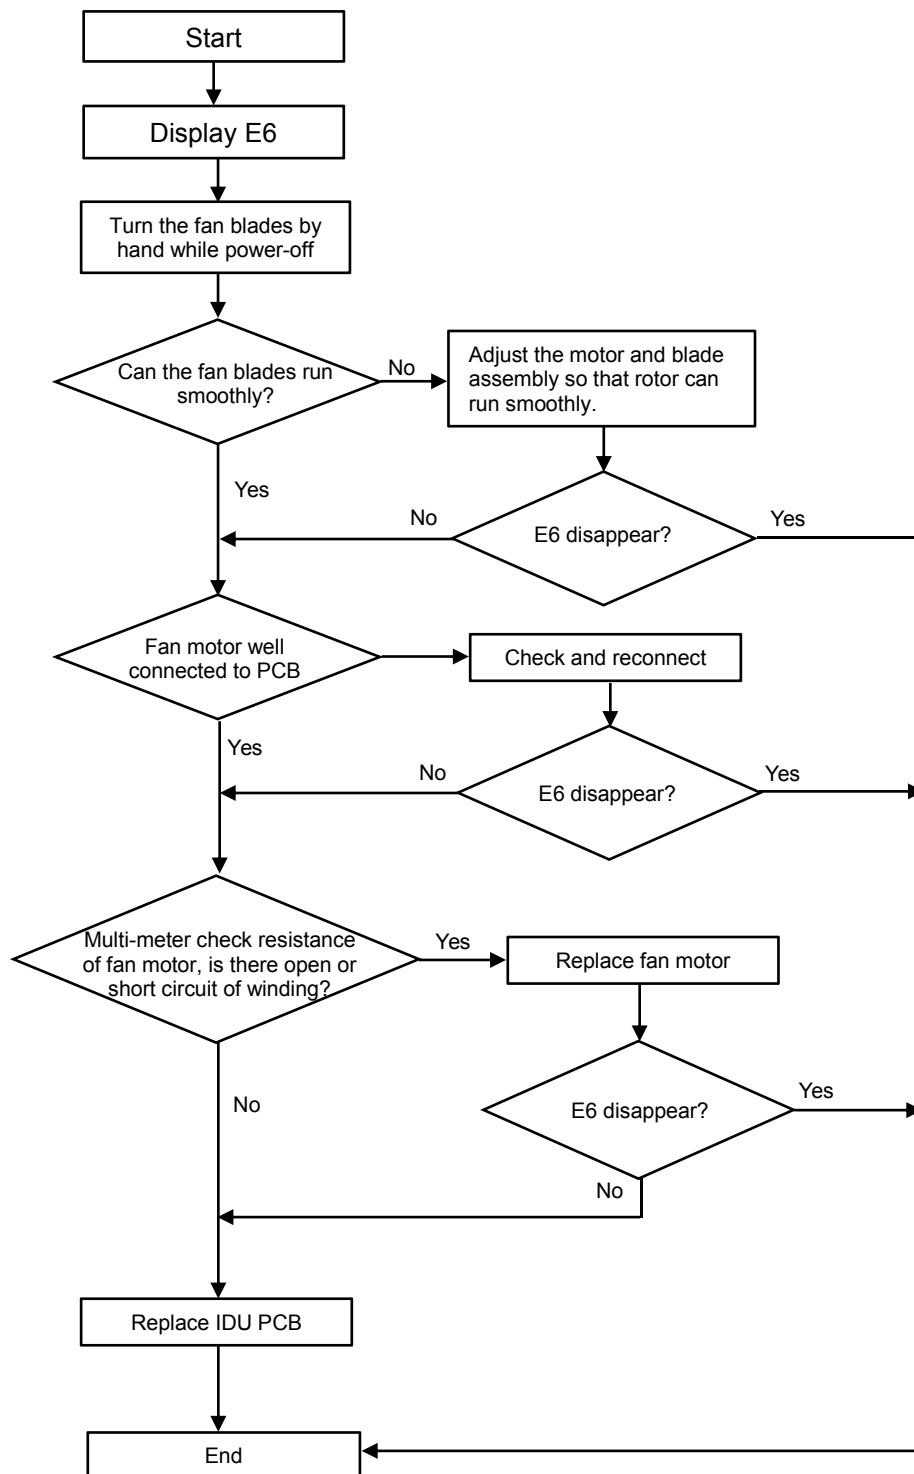 Start
Display E6
Turn the fan blades by
hand while power-off
Can the fan blades run
smoothly?
No
Adjust the motor and blade
assembly so that rotor can
run smoothly.
Yes
No
E6 disappear?
Yes
Fan motor well
connected to PCB
Check and reconnect
Yes
No
E6 disappear?
Yes
Multi-meter check resistance
of fan motor, is there open or
short circuit of winding?
Yes
Replace fan motor
No
E6 disappear?
Yes
No
Replace IDU PCB
End